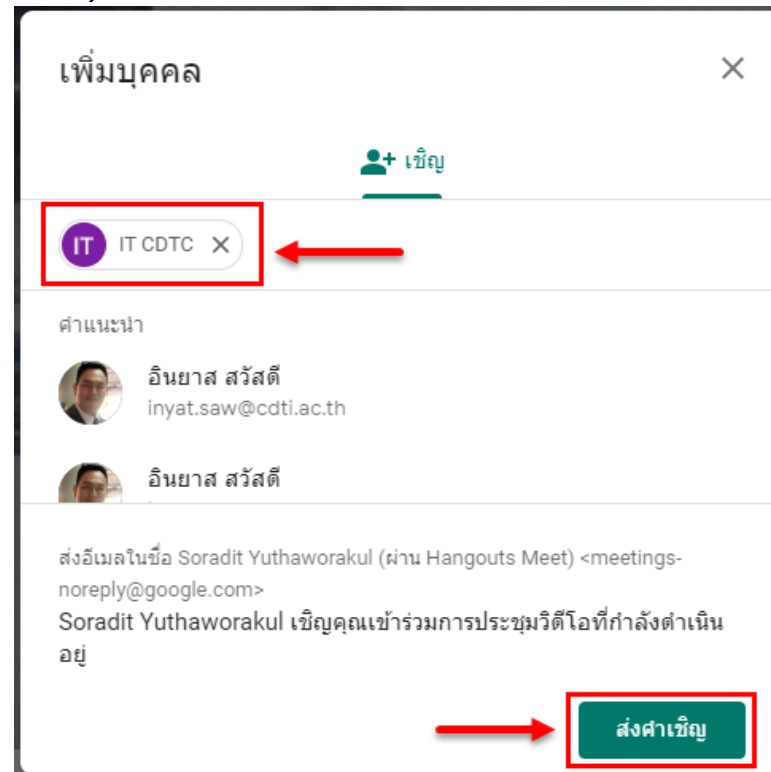 เพิ่มบุคคล
เชิญ
IT IT CDTC
คำแนะนำ
อินยาส สวัสดี
inyat.saw@cdti.ac.th
อินยาส สวัสดี
ส่งอีเมลในชื่อ Soradit Yuthaworakul (ผ่าน Hangouts Meet) <meetings-
noreply@google.com>
Soradit Yuthaworakul เชิญคุณเข้าร่วมการประชุมวิดีโอที่กำลังดำเนิน
อยู่
ส่งคำเชิญ